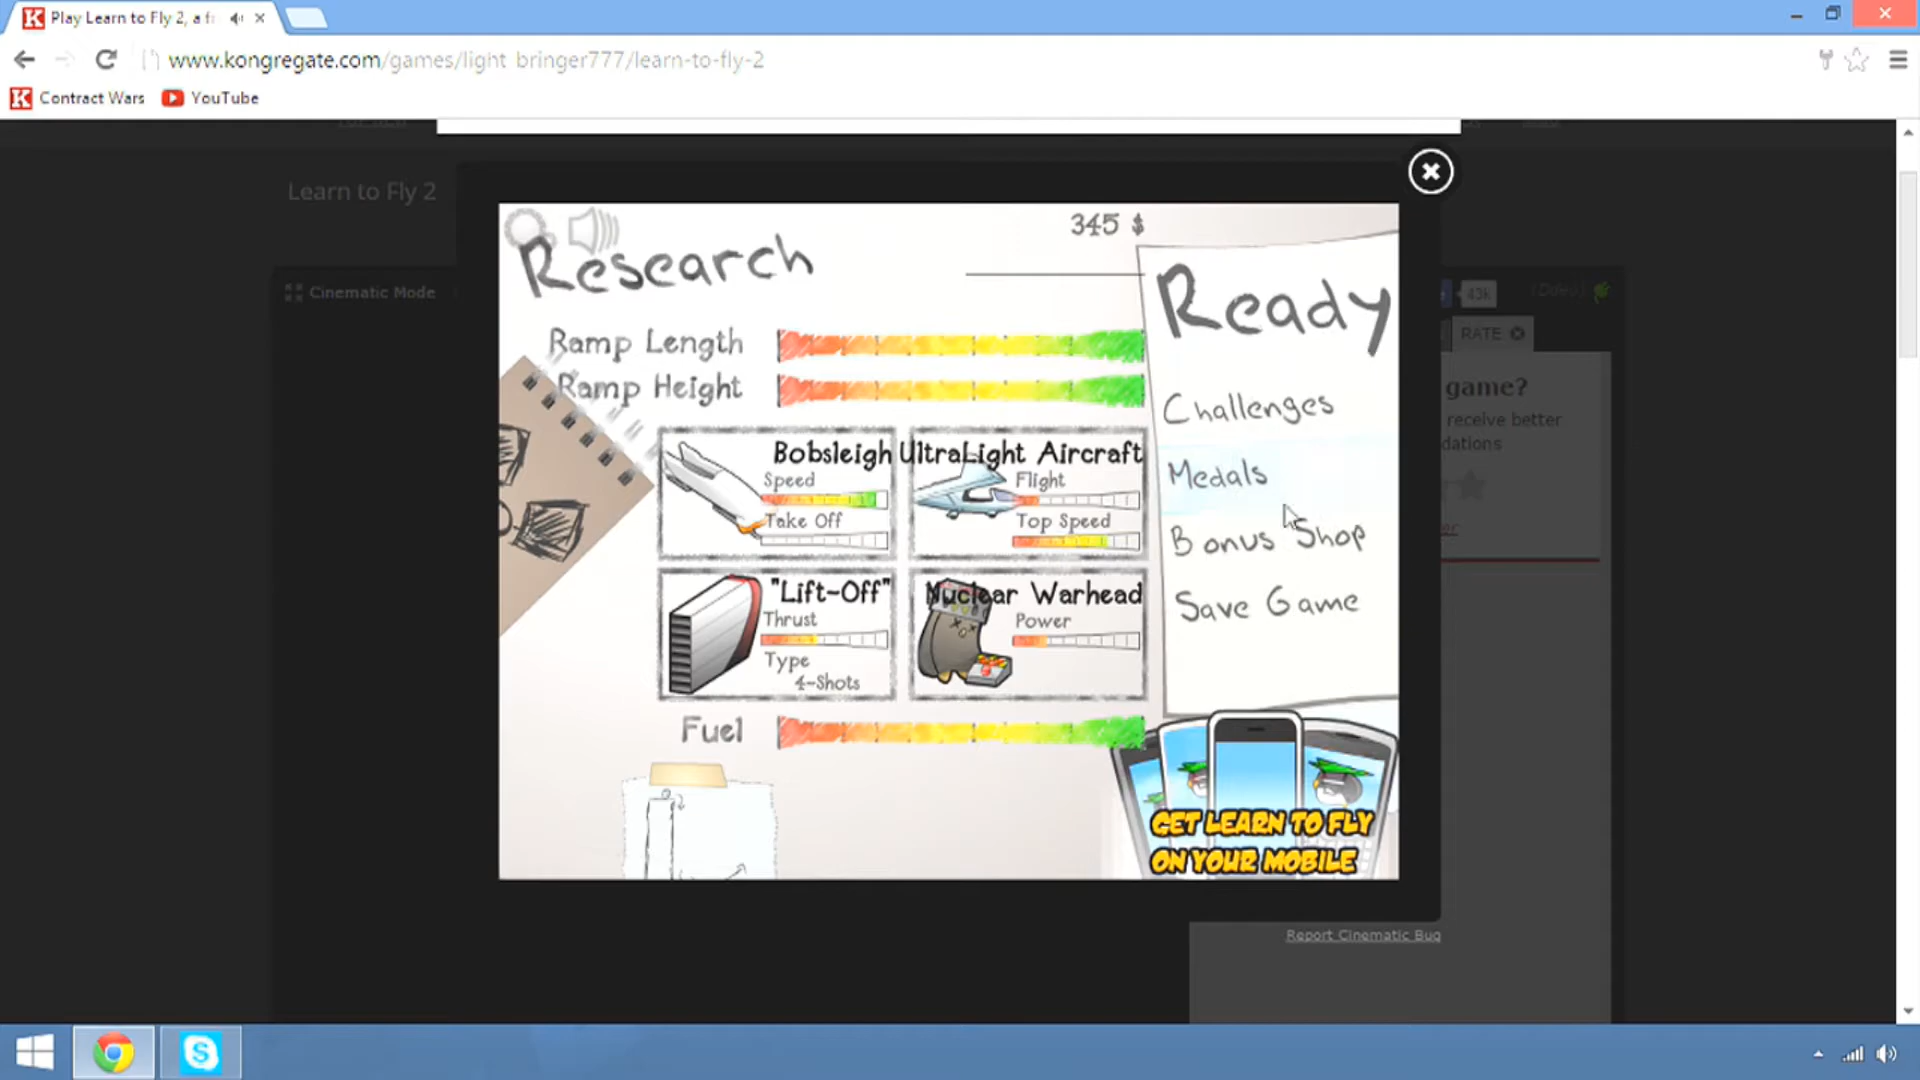 Play Learn to Fly 2, a f
www.kongregate.com/games/light_bringer777/learn-to-fly-2
Contract Wars
YouTube
Learn to Fly 2
Cinematic Mode
43k
RATE
game?
receive better
dations
345 $
Research
Ready
Ramp Length
Ramp Height
Challenges
Medals
Bonus Shop
Save Game
Bobsleigh
Speed
Take Off
UltraLight Aircraft
Flight
Top Speed
"Lift-Off"
Thrust
Type
4-Shots
Nuclear Warhead
Power
Fuel
GET LEARN TO FLY
ON YOUR MOBILE
Report Cinematic Bug